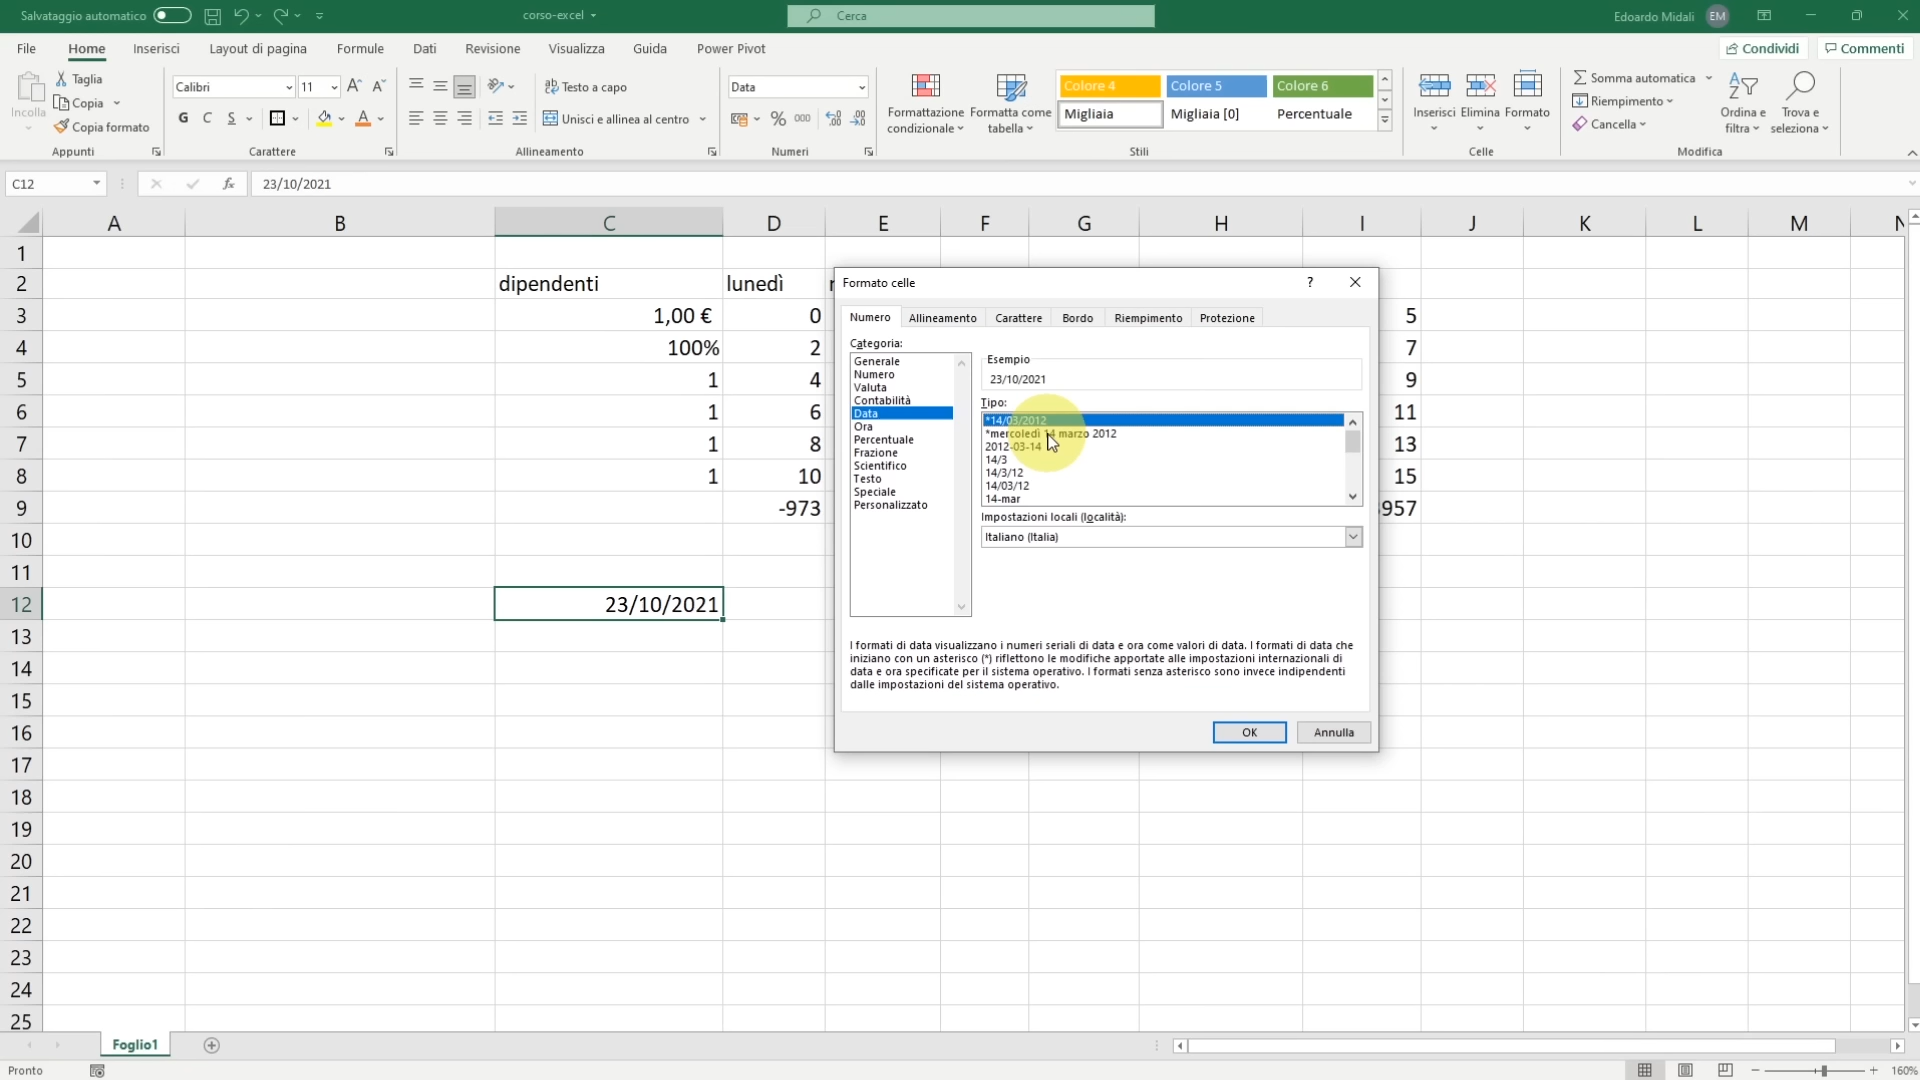 Salvataggio automatico
corso-excel
Cerca
Edoardo Midali EM
File Home Inserisci Layout di pagina Formule Dati Revisione Visualizza Guida Power Pivot
Condividi Commenti
Incolla
Taglia
Copia
Copia formato
Appunti
Calibri 11
G C S
Carattere
Testo a capo
Unisci e allinea al centro
Allineamento
Data
% 000
Numeri
Formattazione condizionale
Formatta come tabella
Colore 4 Colore 5 Colore 6
Migliaia Migliaia [0] Percentuale
Stili
Inserisci Elimina Formato
Celle
Somma automatica
Riempimento
Cancella
Ordina e filtra
Trova e seleziona
Modifica
C12 fx 23/10/2021
A B C D E F G H I J K L M N
1
2 dipendenti lunedì
3 1,00 € 0 5
4 100% 2 7
5 1 4 9
6 1 6 11
7 1 8 13
8 1 10 15
9 -973 957
10
11
12 23/10/2021
13
14
15
16
17
18
19
20
21
22
23
24
25
Formato celle ?
Numero Allineamento Carattere Bordo Riempimento Protezione
Categoria:
Generale
Numero
Valuta
Contabilità
Data
Ora
Percentuale
Frazione
Scientifico
Testo
Speciale
Personalizzato
Esempio
23/10/2021
Tipo:
*14/03/2012
*mercoledì 14 marzo 2012
2012-03-14
14/3
14/3/12
14/03/12
14-mar
Impostazioni locali (località):
Italiano (Italia)
I formati di data visualizzano i numeri seriali di data e ora come valori di data. I formati di data che
iniziano con un asterisco (*) riflettono le modifiche apportate alle impostazioni internazionali di
data e ora specificate per il sistema operativo. I formati senza asterisco sono invece indipendenti
dalle impostazioni del sistema operativo.
OK Annulla
Foglio1
Pronto
160%